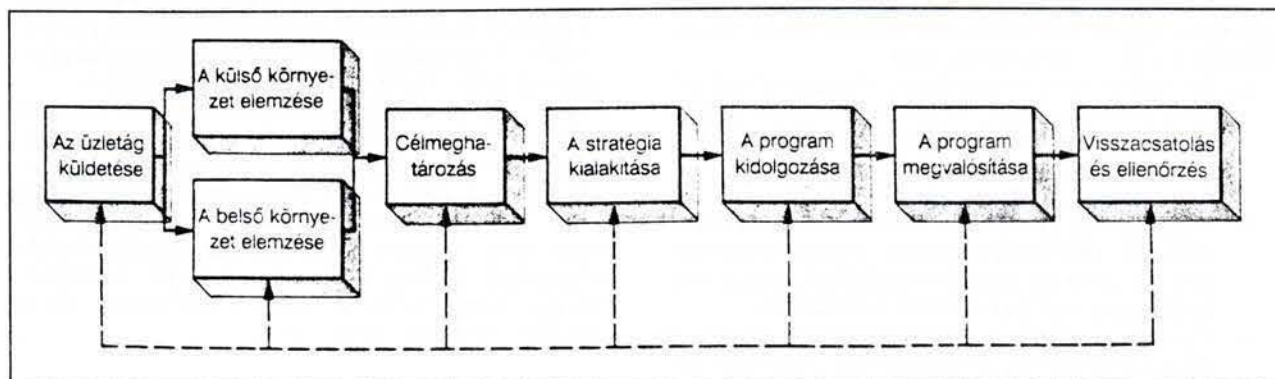 Az üzletág
küldetése
A külső környe-
zet elemzése
A belső környe-
zet elemzése
Célmegha-
tározás
A stratégia
kialakítása
A program
kidolgozása
A program
megvalósítása
Visszacsatolás
és ellenőrzés